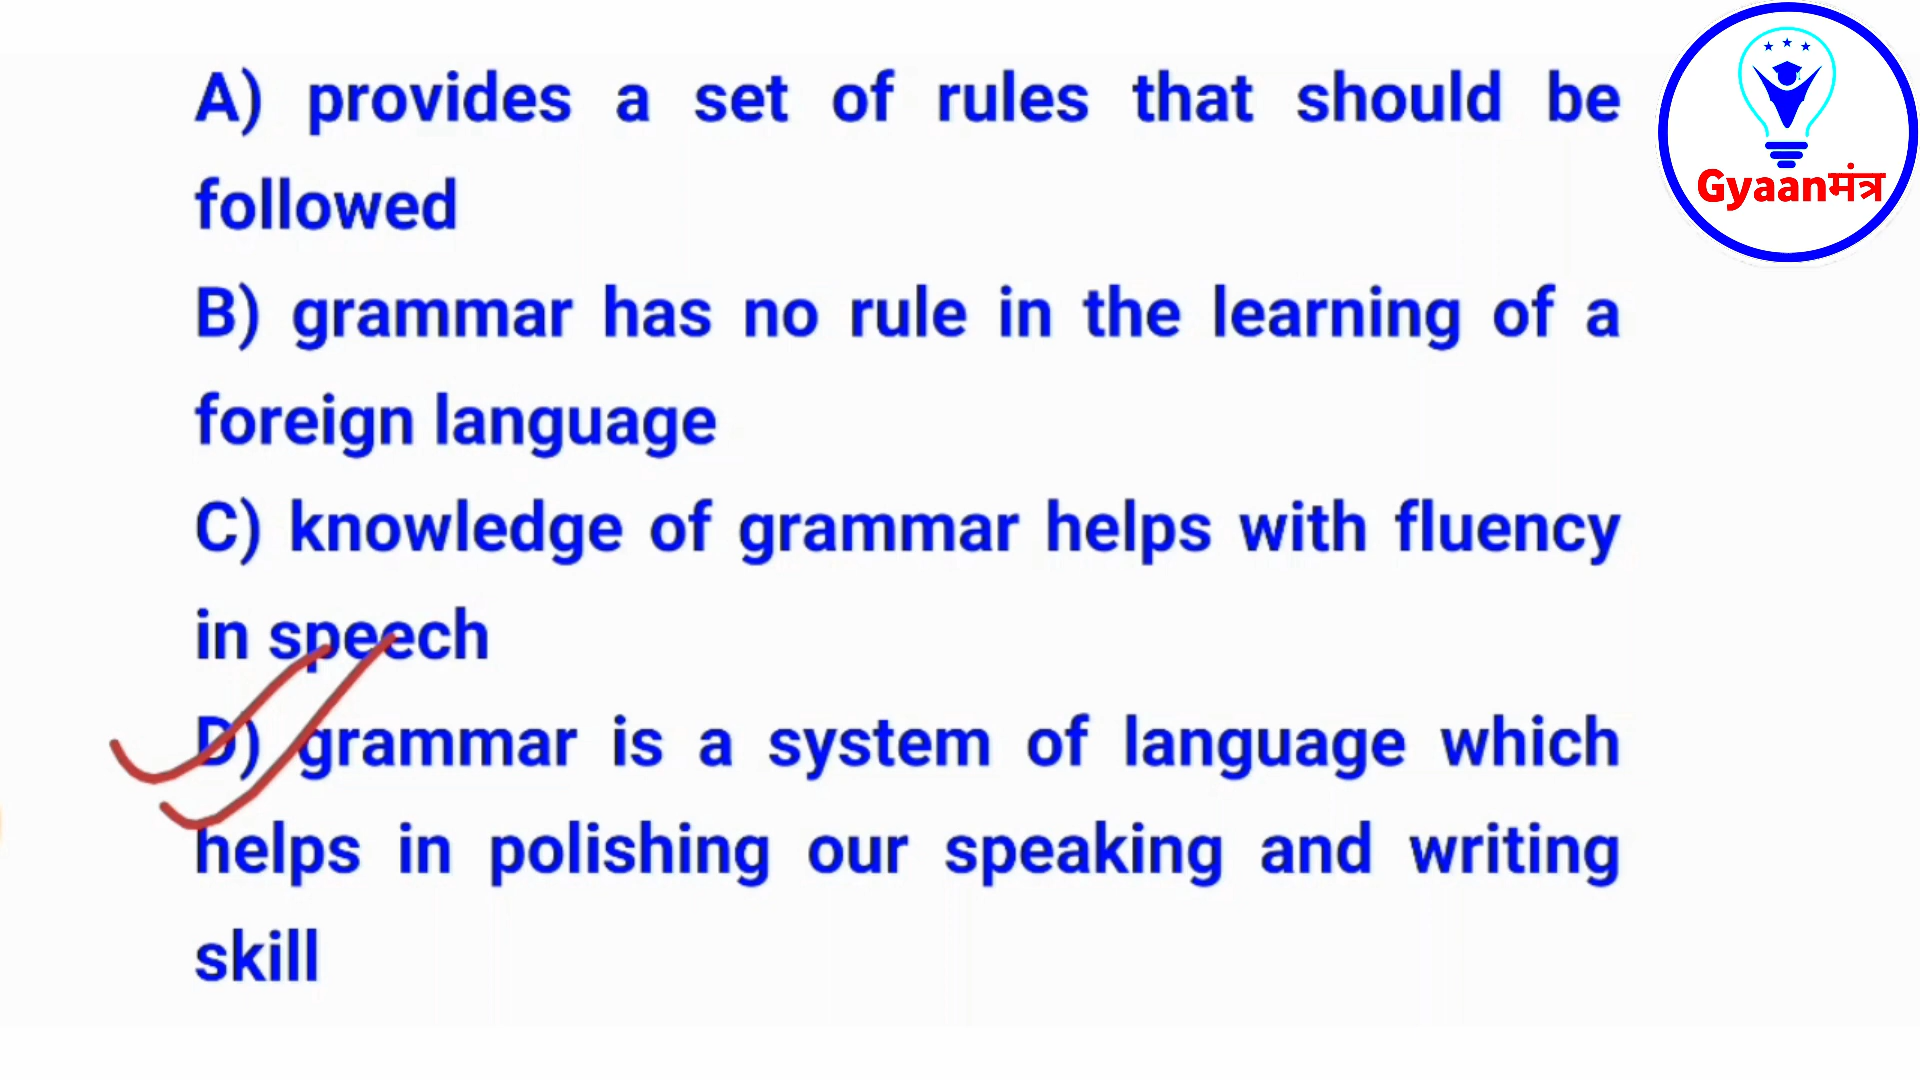 A) provides a set of rules that should be
followed
B) grammar has no rule in the learning of a
foreign language
C) knowledge of grammar helps with fluency
in speech
D) grammar is a system of language which
helps in polishing our speaking and writing
skill
Gyaanमंत्र